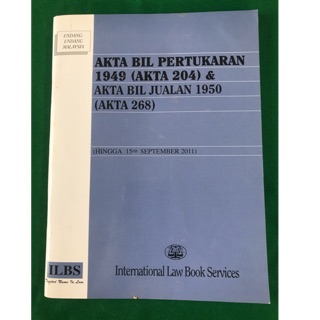 UNDANG
UNDANG
MALAYSIA
AKTA BIL PERTUKARAN
1949 (AKTA 204) &
AKTA BIL JUALAN 1950
(AKTA 268)
(HINGGA 15HB SEPTEMBER 2011)
ILBS
International Law Book Services